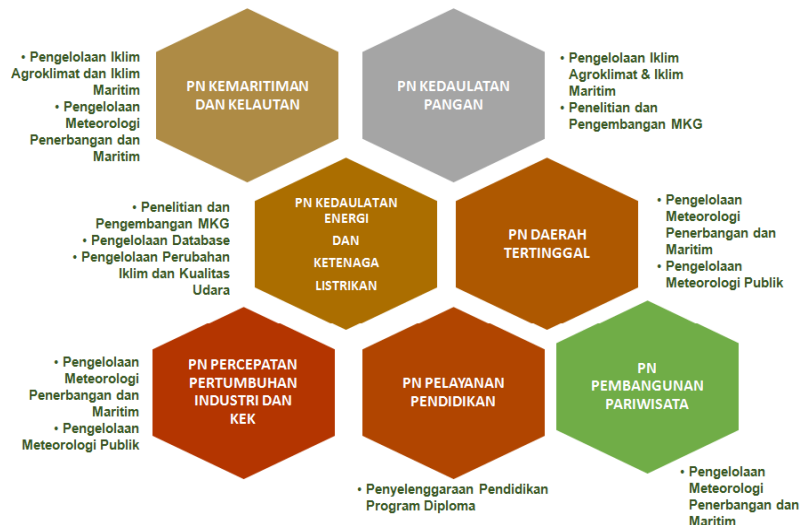 • Pengelolaan Iklim
Agroklimat dan Iklim
Maritim
• Pengelolaan
Meteorologi
Penerbangan dan
Maritim
PN KEMARITIMAN
DAN KELAUTAN
PN KEDAULATAN
PANGAN
• Pengelolaan Iklim
Agroklimat & Iklim
Maritim
• Penelitian dan
Pengembangan MKG
• Penelitian dan
Pengembangan MKG
• Pengelolaan Database
• Pengelolaan Perubahan
Iklim dan Kualitas
Udara
PN KEDAULATAN
ENERGI
DAN
KETENAGA
LISTRIKAN
PN DAERAH
TERTINGGAL
• Pengelolaan
Meteorologi
Penerbangan dan
Maritim
• Pengelolaan
Meteorologi Publik
• Pengelolaan
Meteorologi
Penerbangan dan
Maritim
• Pengelolaan
Meteorologi Publik
PN PERCEPATAN
PERTUMBUHAN
INDUSTRI DAN
KEK
PN PELAYANAN
PENDIDIKAN
• Penyelenggaraan Pendidikan
Program Diploma
PN
PEMBANGUNAN
PARIWISATA
• Pengelolaan
Meteorologi
Penerbangan dan
Maritim